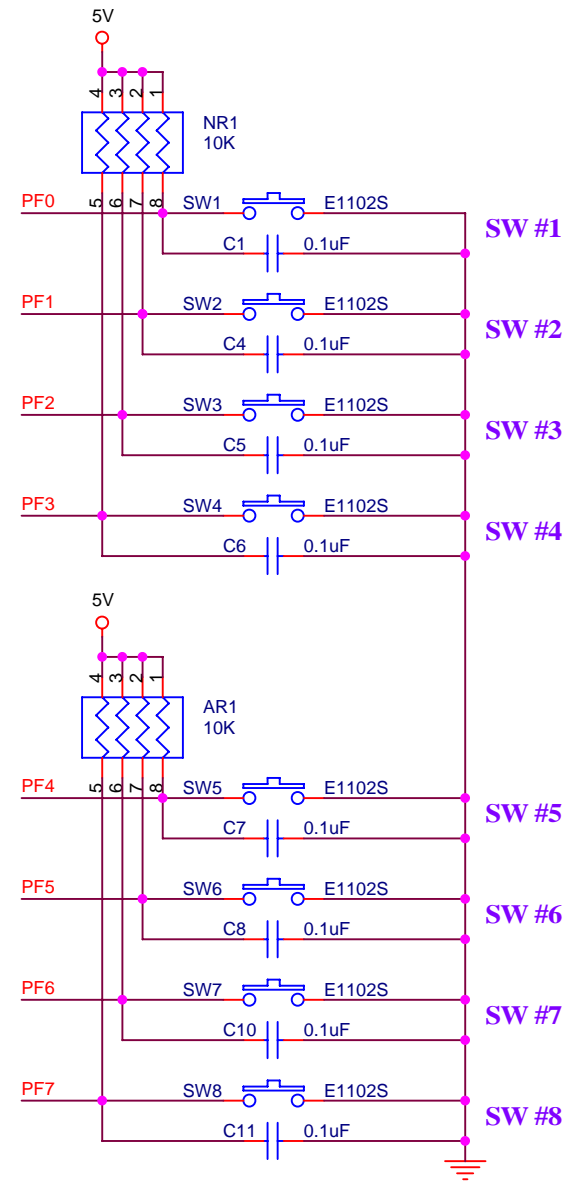 5V
4 3 2 1
NR1
10K
5 6 7 8
PF0 SW1 E1102S
SW #1
C1 0.1uF
PF1 SW2 E1102S
SW #2
C4 0.1uF
PF2 SW3 E1102S
SW #3
C5 0.1uF
PF3 SW4 E1102S
SW #4
C6 0.1uF
5V
4 3 2 1
AR1
10K
5 6 7 8
PF4 SW5 E1102S
SW #5
C7 0.1uF
PF5 SW6 E1102S
SW #6
C8 0.1uF
PF6 SW7 E1102S
SW #7
C10 0.1uF
PF7 SW8 E1102S
SW #8
C11 0.1uF